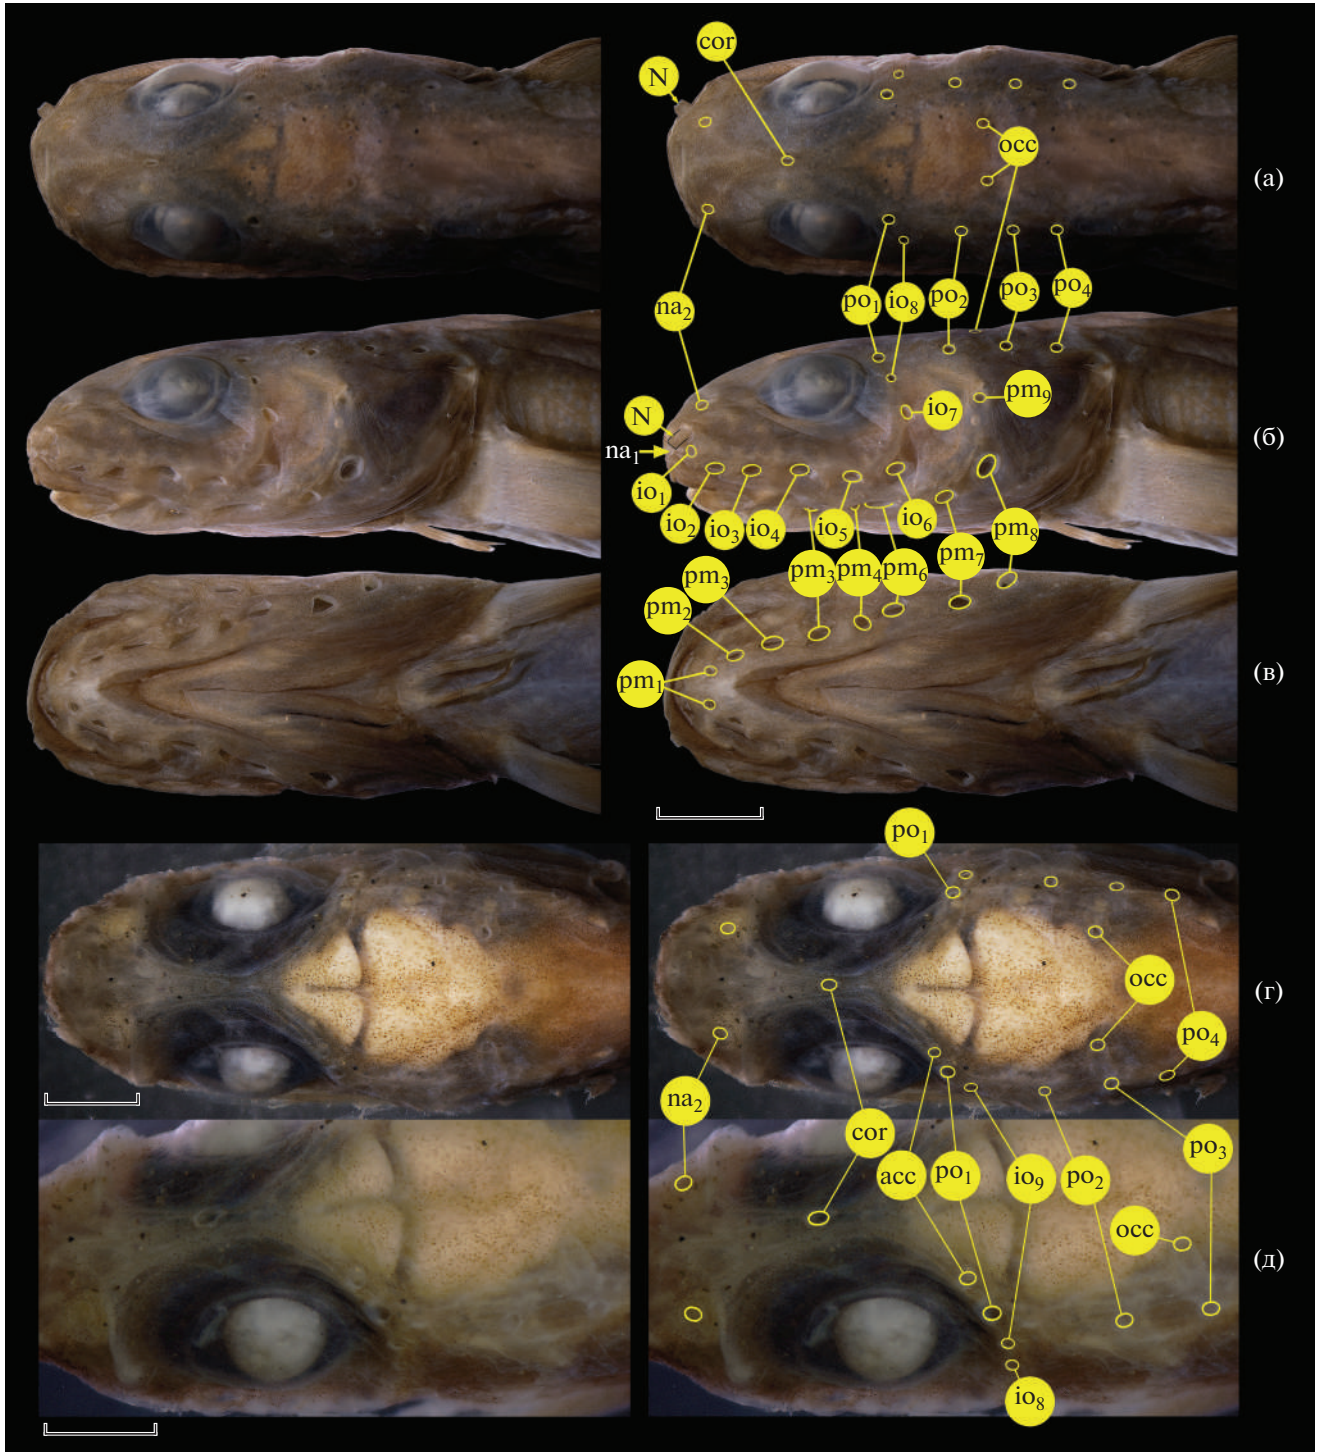 cor
N
occ
(а)
na2
po1
io8
po2
po3
po4
N
na1
io7
pm9
(б)
io1
io2
io3
io4
io5
io6
pm3
pm3
pm4
pm6
pm7
pm8
pm2
pm1
(в)
po1
occ
(г)
po4
na2
cor
acc
po1
io9
po2
po3
occ
(д)
io8